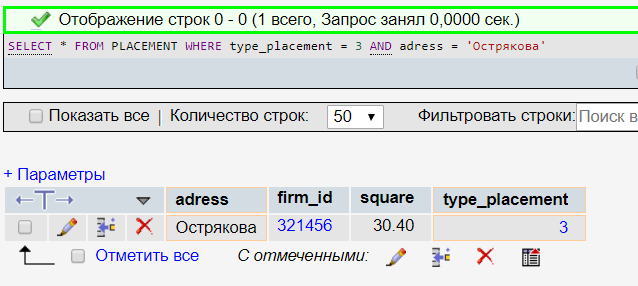 Отображение строк 0 - 0 (1 всего, Запрос занял 0,0000 сек.)
SELECT * FROM PLACEMENT WHERE type_placement = 3 AND adress = 'Острякова'
Показать все | Количество строк: 50 Фильтровать строки: Поиск в
+ Параметры
←T→ adress firm_id square type_placement
Острякова 321456 30.40 3
Отметить все С отмеченными: